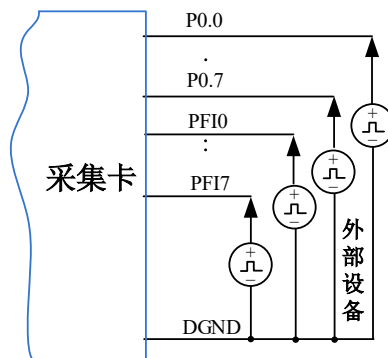 P0.0
.
P0.7
PFI0
:
采集卡
PFI7
外部设备
DGND
+
+
+
+